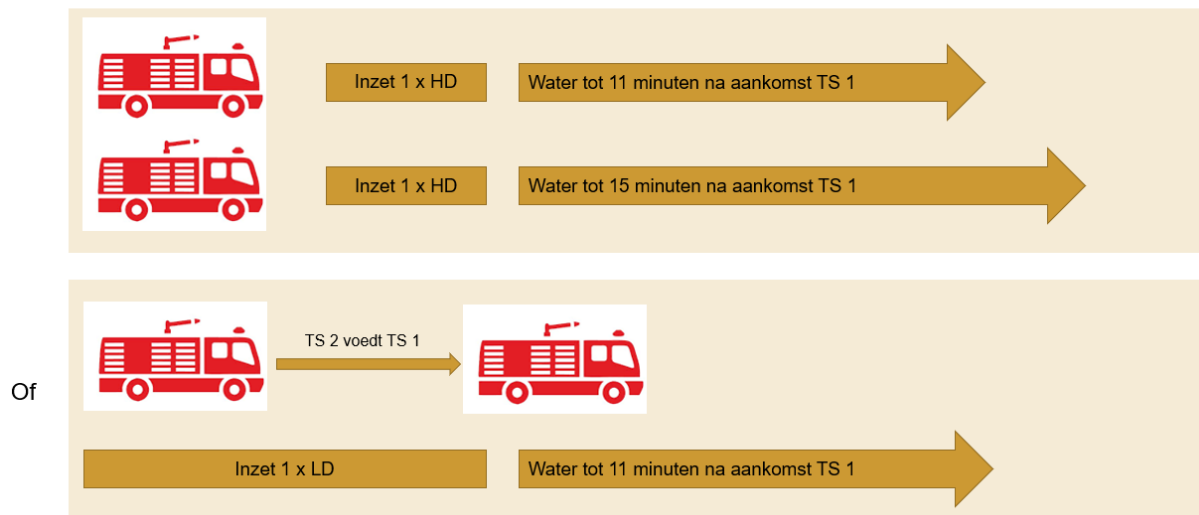 Inzet 1 x HD
Water tot 11 minuten na aankomst TS 1
Inzet 1 x HD
Water tot 15 minuten na aankomst TS 1
Of
TS 2 voedt TS 1
Inzet 1 x LD
Water tot 11 minuten na aankomst TS 1